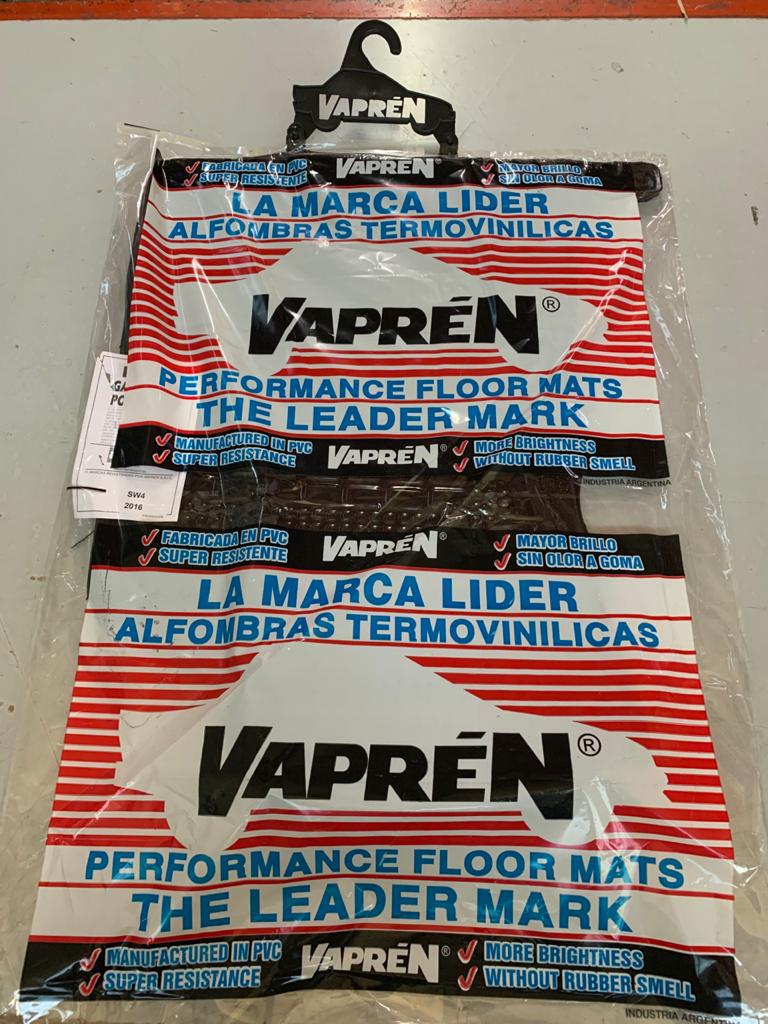 VAPRÉN
FABRICADA EN PVC
SUPER RESISTENTE
VAPRÉN®
MAYOR BRILLO
SIN OLOR A GOMA
LA MARCA LIDER
ALFOMBRAS TERMOVINILICAS
VAPRÉN®
PERFORMANCE FLOOR MATS
THE LEADER MARK
MANUFACTURED IN PVC
SUPER RESISTANCE
VAPRÉN®
MORE BRIGHTNESS
WITHOUT RUBBER SMELL
INDUSTRIA ARGENTINA
SW4
2016
FABRICADA EN PVC
SUPER RESISTENTE
VAPRÉN®
MAYOR BRILLO
SIN OLOR A GOMA
LA MARCA LIDER
ALFOMBRAS TERMOVINILICAS
VAPRÉN®
PERFORMANCE FLOOR MATS
THE LEADER MARK
MANUFACTURED IN PVC
SUPER RESISTANCE
VAPRÉN®
MORE BRIGHTNESS
WITHOUT RUBBER SMELL
INDUSTRIA ARGENTINA